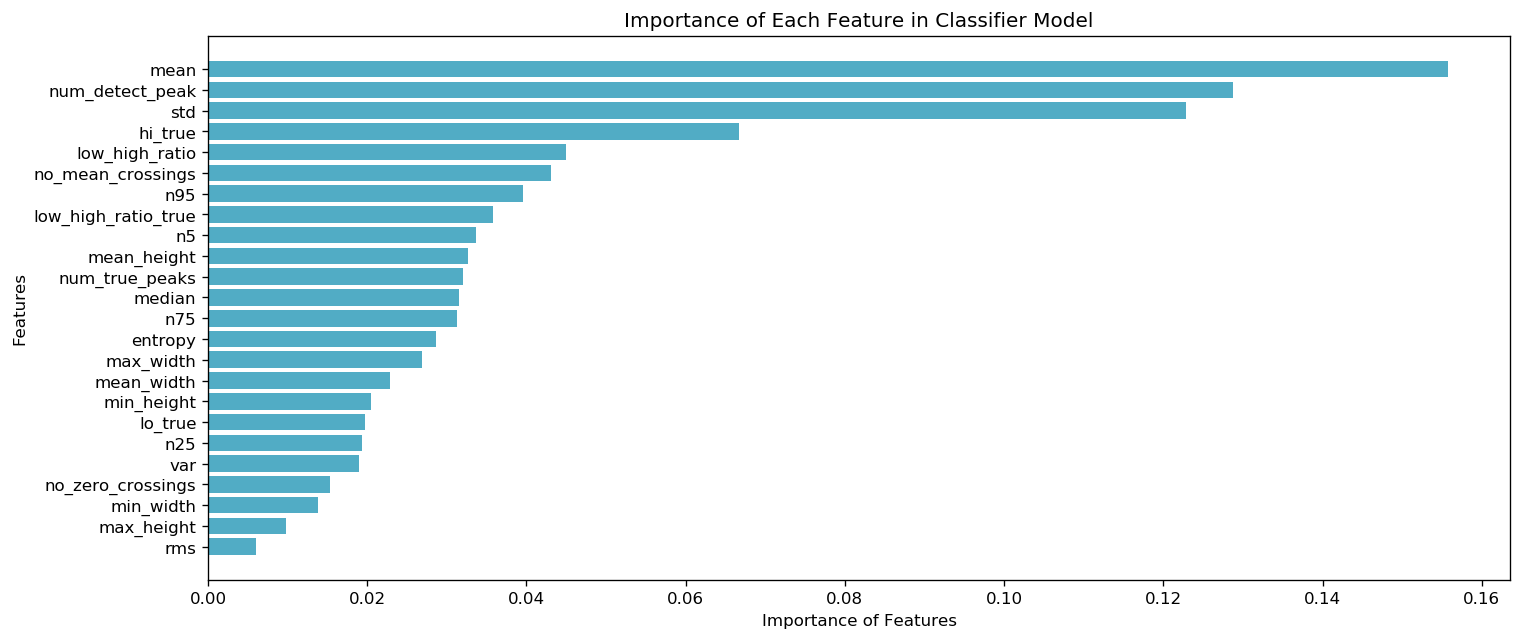 Importance of Each Feature in Classifier Model
Features
mean
num_detect_peak
std
hi_true
low_high_ratio
no_mean_crossings
n95
low_high_ratio_true
n5
mean_height
num_true_peaks
median
n75
entropy
max_width
mean_width
min_height
lo_true
n25
var
no_zero_crossings
min_width
max_height
rms
0.00 0.02 0.04 0.06 0.08 0.10 0.12 0.14 0.16
Importance of Features